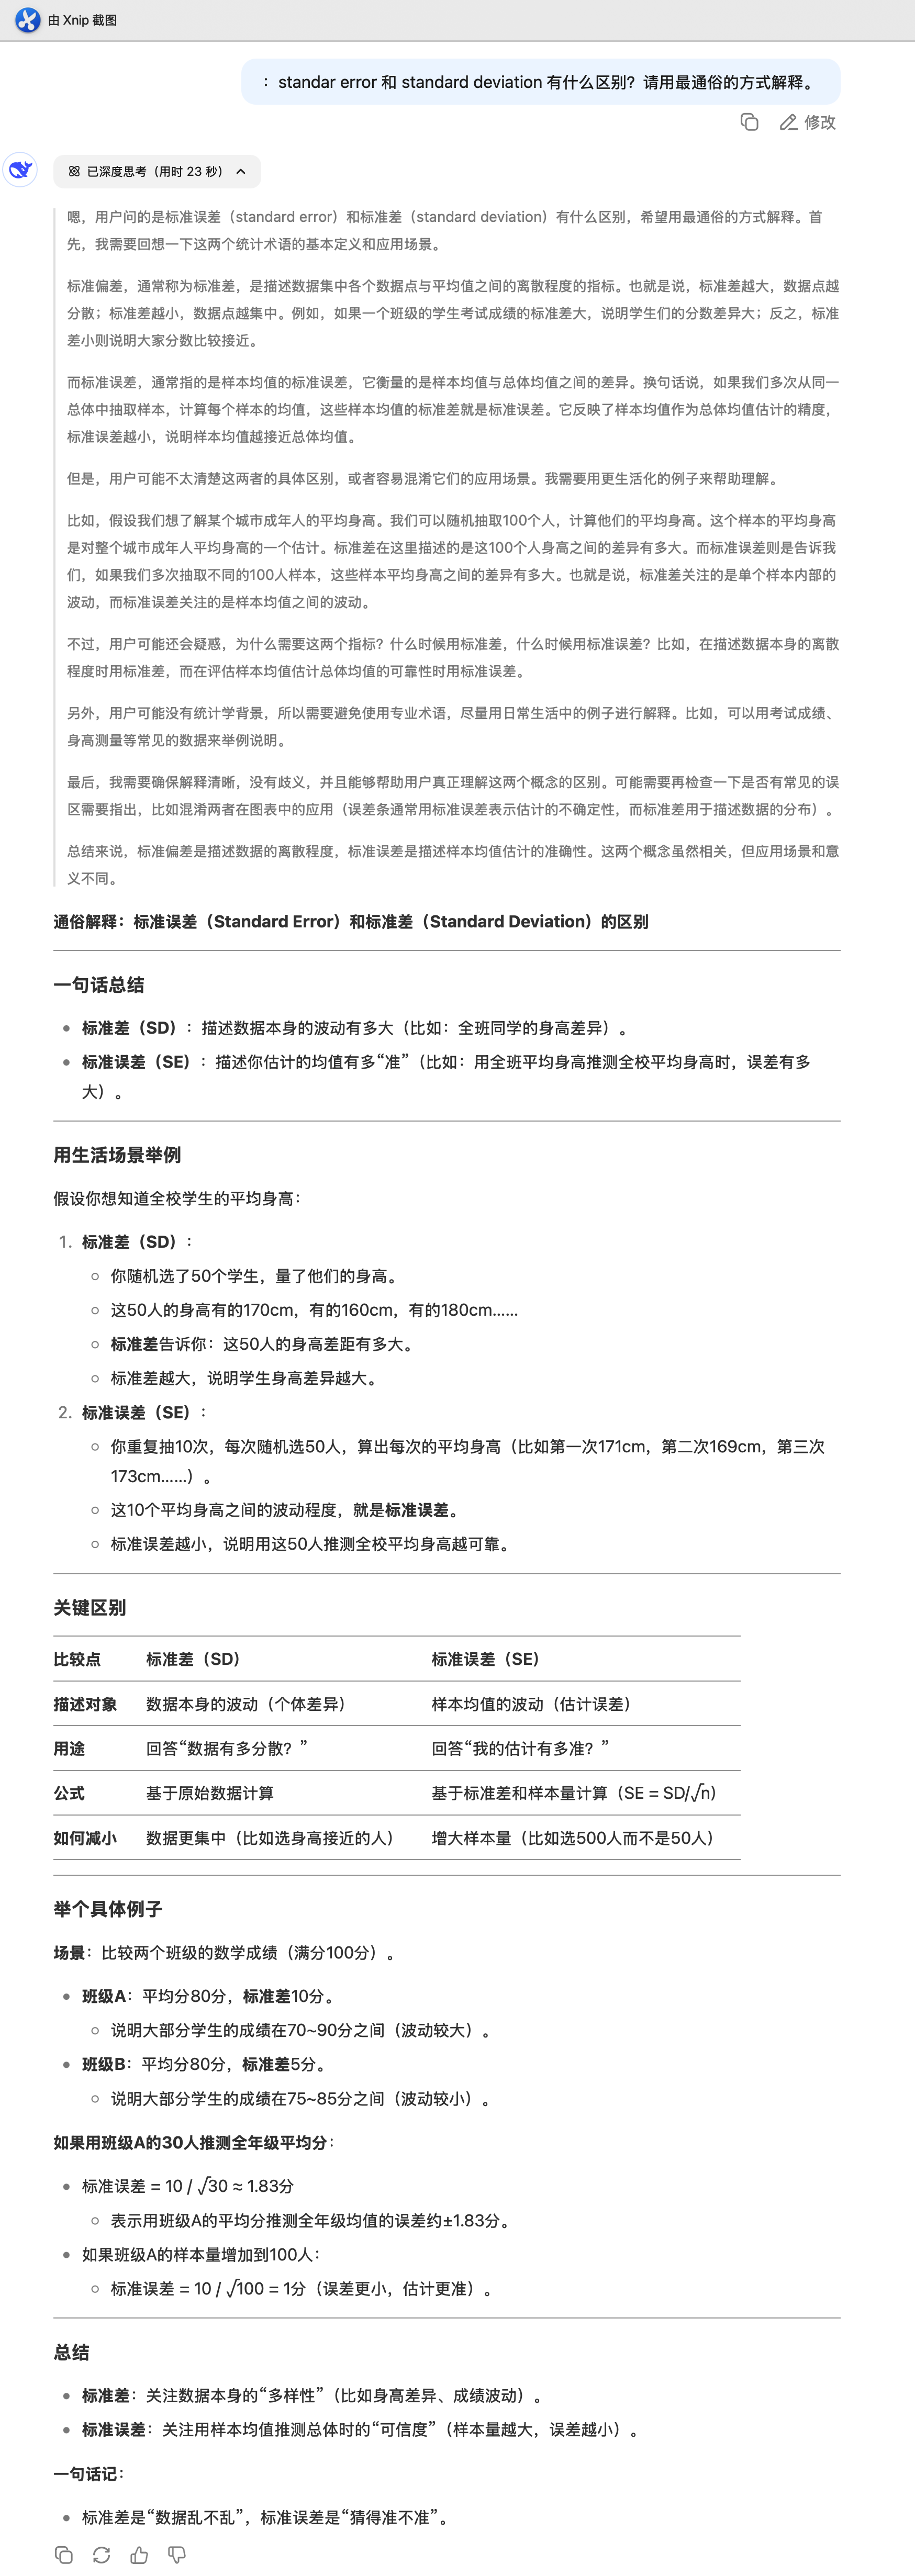 由 Xnip 截图
：standar error 和 standard deviation 有什么区别？请用最通俗的方式解释。
修改
已深度思考（用时 23 秒）
嗯，用户问的是标准误差（standard error）和标准差（standard deviation）有什么区别，希望用最通俗的方式解释。首
先，我需要回想一下这两个统计术语的基本定义和应用场景。
标准偏差，通常称为标准差，是描述数据集中各个数据点与平均值之间的离散程度的指标。也就是说，标准差越大，数据点越
分散；标准差越小，数据点越集中。例如，如果一个班级的学生考试成绩的标准差大，说明学生们的分数差异大；反之，标准
差小则说明大家分数比较接近。
而标准误差，通常指的是样本均值的标准误差，它衡量的是样本均值与总体均值之间的差异。换句话说，如果我们多次从同一
总体中抽取样本，计算每个样本的均值，这些样本均值的标准差就是标准误差。它反映了样本均值作为总体均值估计的精度，
标准误差越小，说明样本均值越接近总体均值。
但是，用户可能不太清楚这两者的具体区别，或者容易混淆它们的应用场景。我需要用更生活化的例子来帮助理解。
比如，假设我们想了解某个城市成年人的平均身高。我们可以随机抽取100个人，计算他们的平均身高。这个样本的平均身高
是对整个城市成年人平均身高的一个估计。标准差在这里描述的是这100个人身高之间的差异有多大。而标准误差则是告诉我
们，如果我们多次抽取不同的100人样本，这些样本平均身高之间的差异有多大。也就是说，标准差关注的是单个样本内部的
波动，而标准误差关注的是样本均值之间的波动。
不过，用户可能还会疑惑，为什么需要这两个指标？什么时候用标准差，什么时候用标准误差？比如，在描述数据本身的离散
程度时用标准差，而在评估样本均值估计总体均值的可靠性时用标准误差。
另外，用户可能没有统计学背景，所以需要避免使用专业术语，尽量用日常生活中的例子进行解释。比如，可以用考试成绩、
身高测量等常见的数据来举例说明。
最后，我需要确保解释清晰，没有歧义，并且能够帮助用户真正理解这两个概念的区别。可能需要再检查一下是否有常见的误
区需要指出，比如混淆两者在图表中的应用（误差条通常用标准误差表示估计的不确定性，而标准差用于描述数据的分布）。
总结来说，标准偏差是描述数据的离散程度，标准误差是描述样本均值估计的准确性。这两个概念虽然相关，但应用场景和意
义不同。
通俗解释：标准误差（Standard Error）和标准差（Standard Deviation）的区别
一句话总结
• 标准差（SD）：描述数据本身的波动有多大（比如：全班同学的身高差异）。
• 标准误差（SE）：描述你估计的均值有多“准”（比如：用全班平均身高推测全校平均身高时，误差有多
大）。
用生活场景举例
假设你想知道全校学生的平均身高：
1. 标准差（SD）：
○ 你随机选了50个学生，量了他们的身高。
○ 这50人的身高有的170cm，有的160cm，有的180cm……
○ 标准差告诉你：这50人的身高差距有多大。
○ 标准差越大，说明学生身高差异越大。
2. 标准误差（SE）：
○ 你重复抽10次，每次随机选50人，算出每次的平均身高（比如第一次171cm，第二次169cm，第三次
173cm……）。
○ 这10个平均身高之间的波动程度，就是标准误差。
○ 标准误差越小，说明用这50人推测全校平均身高越可靠。
关键区别
比较点 标准差（SD） 标准误差（SE）
描述对象 数据本身的波动（个体差异） 样本均值的波动（估计误差）
用途 回答“数据有多分散？” 回答“我的估计有多准？”
公式 基于原始数据计算 基于标准差和样本量计算（SE = SD/√n）
如何减小 数据更集中（比如选身高接近的人） 增大样本量（比如选500人而不是50人）
举个具体例子
场景：比较两个班级的数学成绩（满分100分）。
• 班级A：平均分80分，标准差10分。
○ 说明大部分学生的成绩在70~90分之间（波动较大）。
• 班级B：平均分80分，标准差5分。
○ 说明大部分学生的成绩在75~85分之间（波动较小）。
如果用班级A的30人推测全年级平均分：
• 标准误差 = 10 / √30 ≈ 1.83分
○ 表示用班级A的平均分推测全年级均值的误差约±1.83分。
• 如果班级A的样本量增加到100人：
○ 标准误差 = 10 / √100 = 1分（误差更小，估计更准）。
总结
• 标准差：关注数据本身的“多样性”（比如身高差异、成绩波动）。
• 标准误差：关注用样本均值推测总体时的“可信度”（样本量越大，误差越小）。
一句话记：
• 标准差是“数据乱不乱”，标准误差是“猜得准不准”。